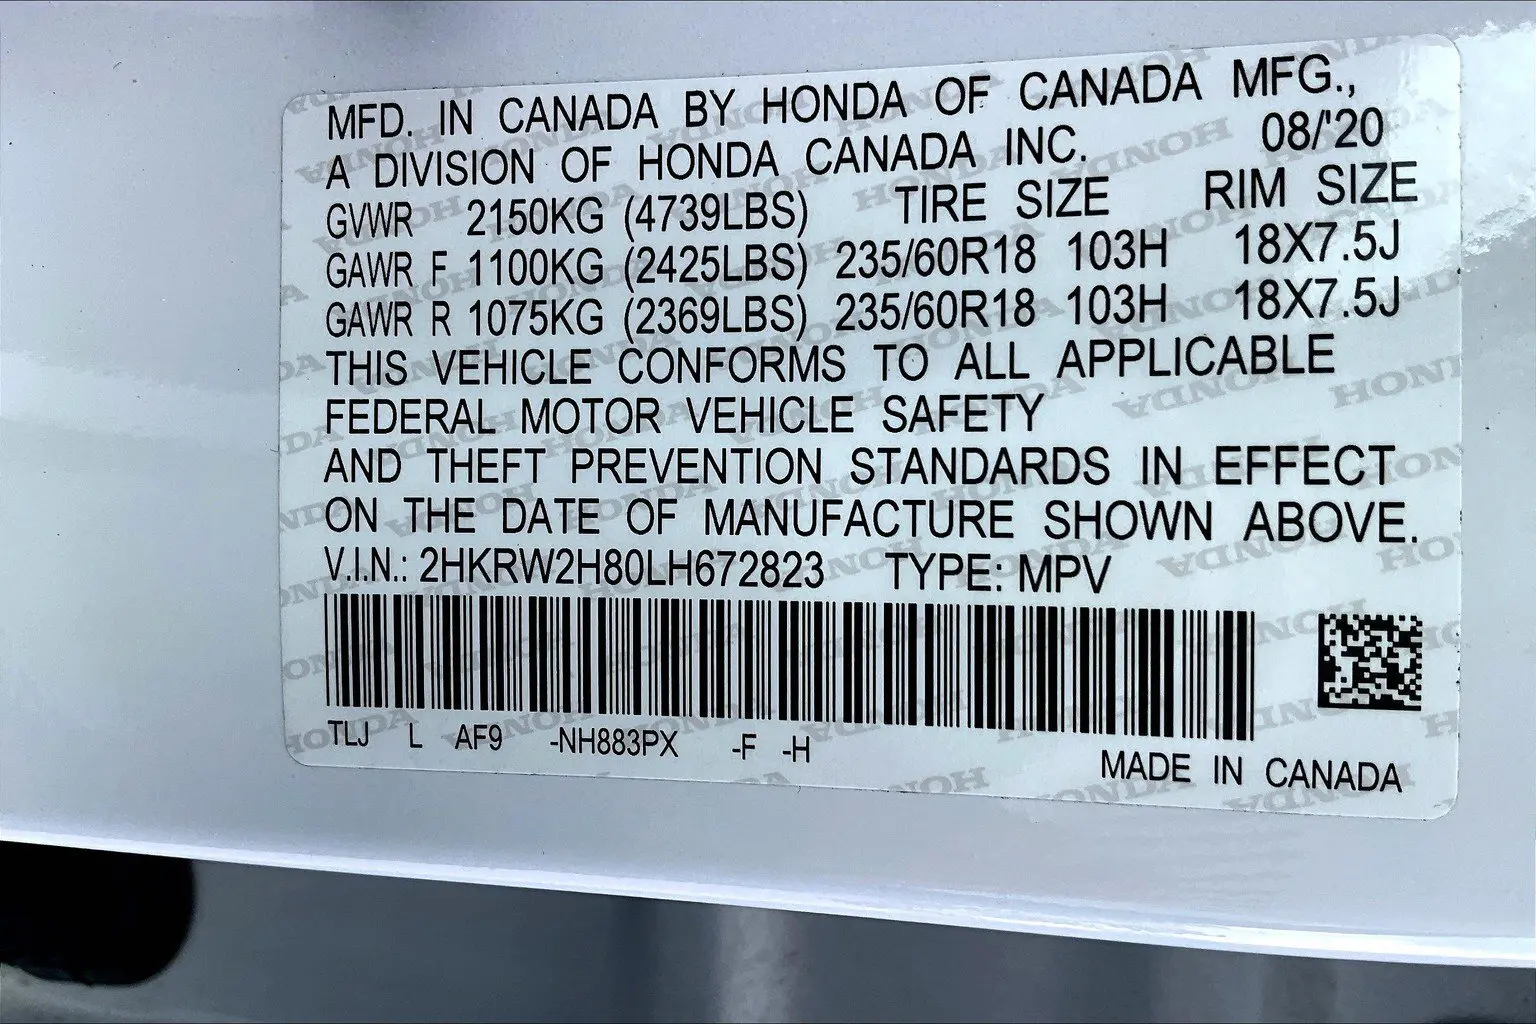 MFD. IN CANADA BY HONDA OF CANADA MFG.,
A DIVISION OF HONDA CANADA INC. 08/'20
GVWR 2150KG (4739LBS) TIRE SIZE RIM SIZE
GAWR F 1100KG (2425LBS) 235/60R18 103H 18X7.5J
GAWR R 1075KG (2369LBS) 235/60R18 103H 18X7.5J
THIS VEHICLE CONFORMS TO ALL APPLICABLE
FEDERAL MOTOR VEHICLE SAFETY
AND THEFT PREVENTION STANDARDS IN EFFECT
ON THE DATE OF MANUFACTURE SHOWN ABOVE.
V.I.N.: 2HKRW2H80LH672823 TYPE: MPV
TLJ L AF9 -NH883PX -F -H
MADE IN CANADA